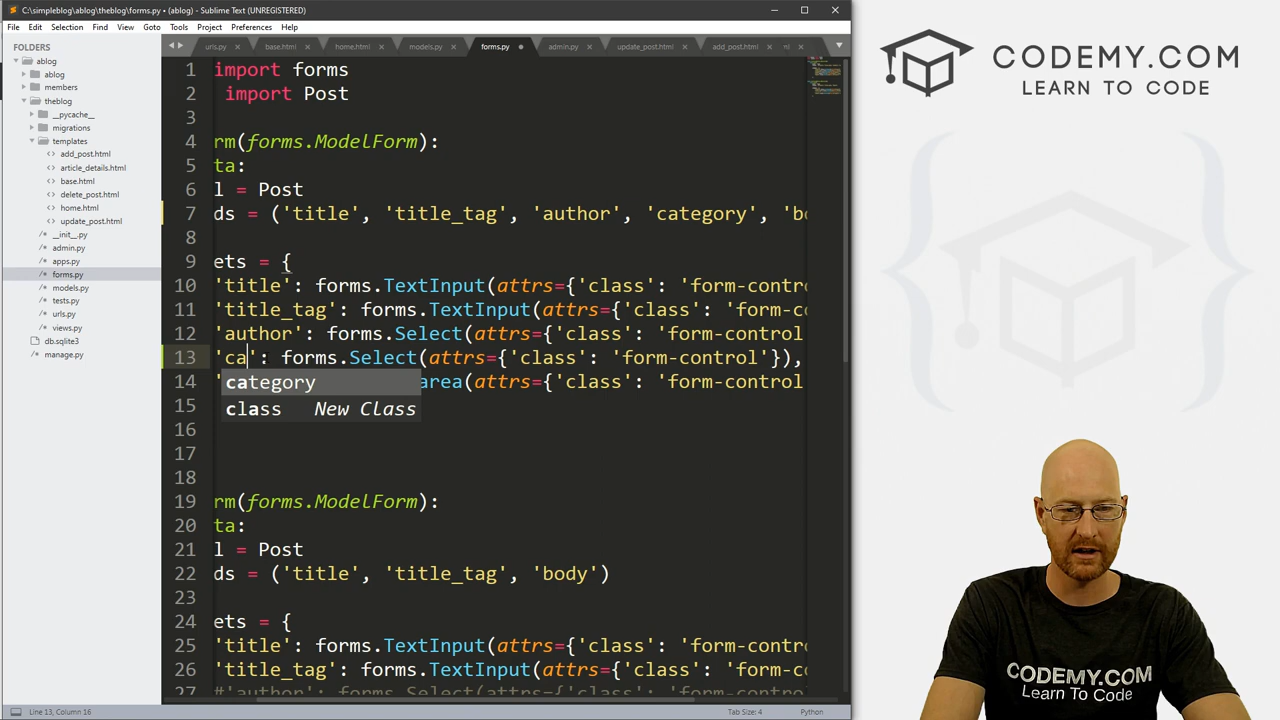 C:\simpleblog\ablog\theblog\forms.py • (ablog) - Sublime Text (UNREGISTERED)
File Edit Selection Find View Goto Tools Project Preferences Help
FOLDERS
ablog
ablog
members
theblog
__pycache__
migrations
templates
add_post.html
article_details.html
base.html
delete_post.html
home.html
update_post.html
__init__.py
admin.py
apps.py
forms.py
models.py
tests.py
urls.py
views.py
db.sqlite3
manage.py
urls.py base.html home.html models.py forms.py admin.py update_post.html add_post.html ml
1 import forms
2 import Post
3
4 rm(forms.ModelForm):
5 ta:
6 l = Post
7 ds = ('title', 'title_tag', 'author', 'category', 'bo
8
9 ets = {
10 'title': forms.TextInput(attrs={'class': 'form-contro
11 'title_tag': forms.TextInput(attrs={'class': 'form-co
12 'author': forms.Select(attrs={'class': 'form-control
13 'ca': forms.Select(attrs={'class': 'form-control'}),
14 ' area(attrs={'class': 'form-control
category
class New Class
15
16
17
18
19 rm(forms.ModelForm):
20 ta:
21 l = Post
22 ds = ('title', 'title_tag', 'body')
23
24 ets = {
25 'title': forms.TextInput(attrs={'class': 'form-contro
26 'title_tag': forms.TextInput(attrs={'class': 'form-co
27 #'author': forms.Select(attrs={'class': 'form-contro
Line 13, Column 16
Tab Size: 4
Python
CODEMY.COM
LEARN TO CODE
CODEMY.COM
Learn To Code